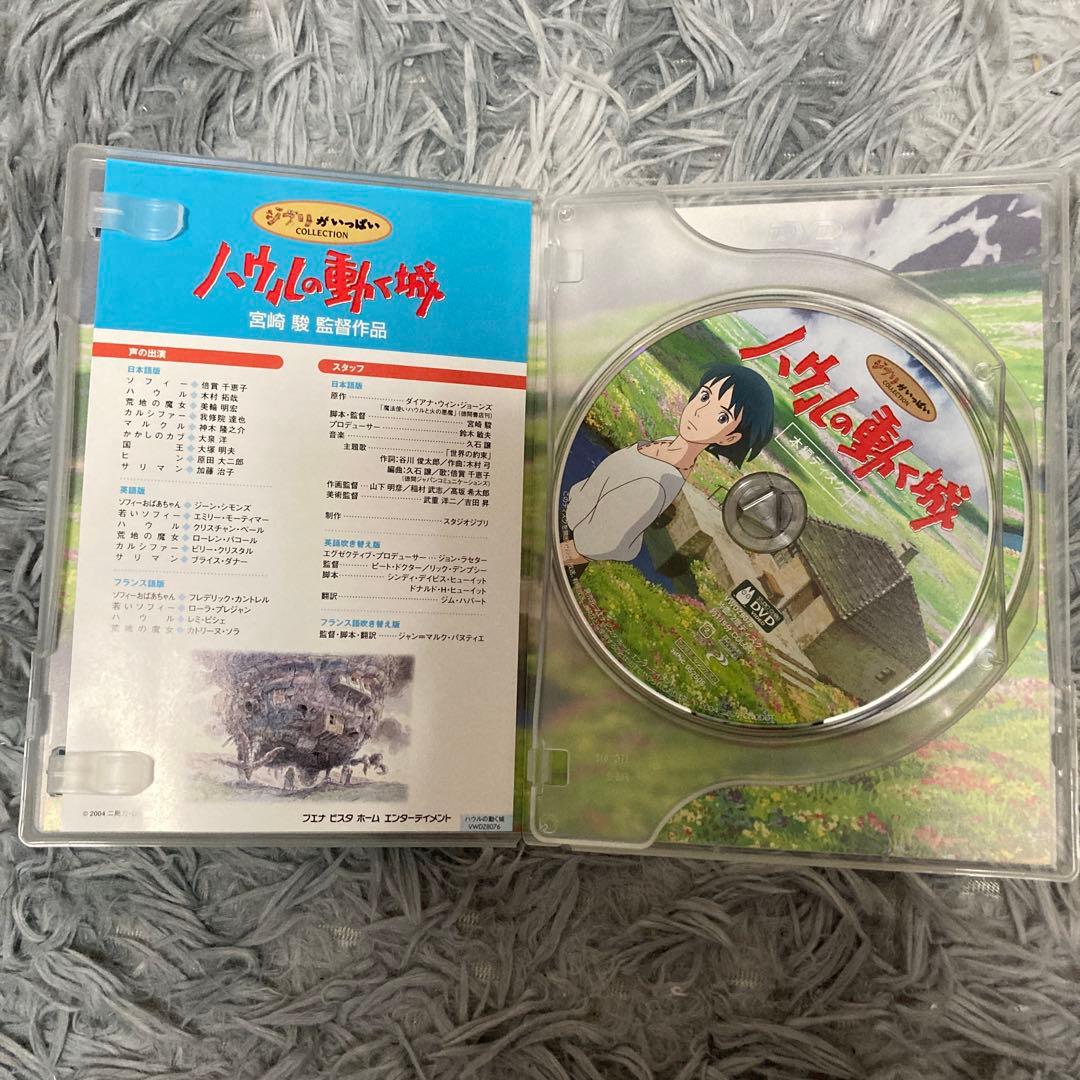 ジブリがいっぱい
COLLECTION
ハウルの動く城
宮崎 駿 監督作品
声の出演
日本語版
ソフィー◆倍賞 千恵子
ハウル◆木村 拓哉
荒地の魔女◆美輪 明宏
カルシファー◆我修院 達也
マルクル◆神木 隆之介
かかしのカブ◆大泉 洋
国王◆大塚 明夫
ヒン◆原田 大二郎
サリマン◆加藤 治子
英語版
ソフィーおばあちゃん◆ジーン・シモンズ
若いソフィー◆エミリー・モーティマー
ハウル◆クリスチャン・ベール
荒地の魔女◆ローレン・バコール
カルシファー◆ビリー・クリスタル
サリマン◆ブライス・ダナー
フランス語版
ソフィーおばあちゃん◆フレデリック・カントレル
若いソフィー◆ローラ・プレジャン
ハウル◆レミ・ビシェ
荒地の魔女◆カトリーヌ・ソラ
スタッフ
日本語版
原作 ダイアナ・ウィン・ジョーンズ
「魔法使いハウルと火の悪魔」(徳間書店刊)
脚本・監督 宮崎 駿
プロデューサー 鈴木 敏夫
音楽 久石 譲
主題歌 「世界の約束」
作詞:谷川 俊太郎/作曲:木村 弓
編曲:久石 譲/歌:倍賞 千恵子
(徳間ジャパンコミュニケーションズ)
作画監督 山下 明彦/稲村 武志/高坂 希太郎
美術監督 武重 洋二/吉田 昇
制作 スタジオジブリ
英語吹き替え版
エグゼクティブ・プロデューサー ジョン・ラセター
監督 ピート・ドクター/リック・デンプシー
脚本 シンディ・デイビス・ヒューイット
ドナルド・H・ヒューイット
翻訳 ジム・ハバート
フランス語吹き替え版
監督・脚本・翻訳 ジャン=マルク・パヌティエ
© 2004 二馬力・
ブエナ ビスタ ホーム エンターテイメント
ハウルの動く城
VWDZ8076
ジブリがいっぱい
COLLECTION
ハウルの動く城
本編ディスク
DVD
VIDEO